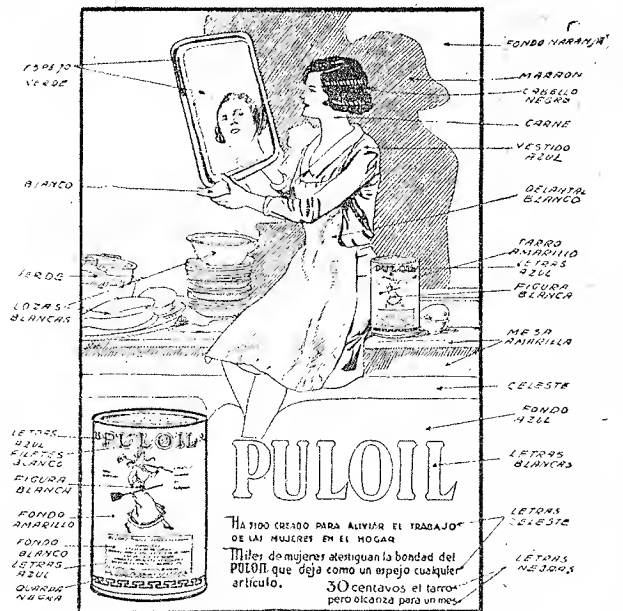 ESPEJO
VERDE
BLANCO
VERDE
LOZAS
BLANCAS
FONDO NARANJA
MARRON
CABELLO
NEGRO
CARNE
VESTIDO
AZUL
DELANTAL
BLANCO
TARRO
AMARILLO
LETRAS
AZUL
FIGURA
BLANCA
MESA
AMARILLA
CELESTE
FONDO
AZUL
LETRAS
BLANCAS
LETRAS
CELESTE
LETRAS
NEGRAS
PULOIL
LETRAS
AZUL
FILETES
BLANCO
FIGURA
BLANCA
FONDO
AMARILLO
FONDO
BLANCO
LETRAS
AZUL
GUARDA
NEGRA
"PULOIL"
PULOIL
HA SIDO CREADO PARA ALIVIAR EL TRABAJO
DE LAS MUJERES EN EL HOGAR
Miles de mujeres atestiguan la bondad del
PULOIL que deja como un espejo cualquier
artículo.
30 centavos el tarro
pero alcanza para un mes